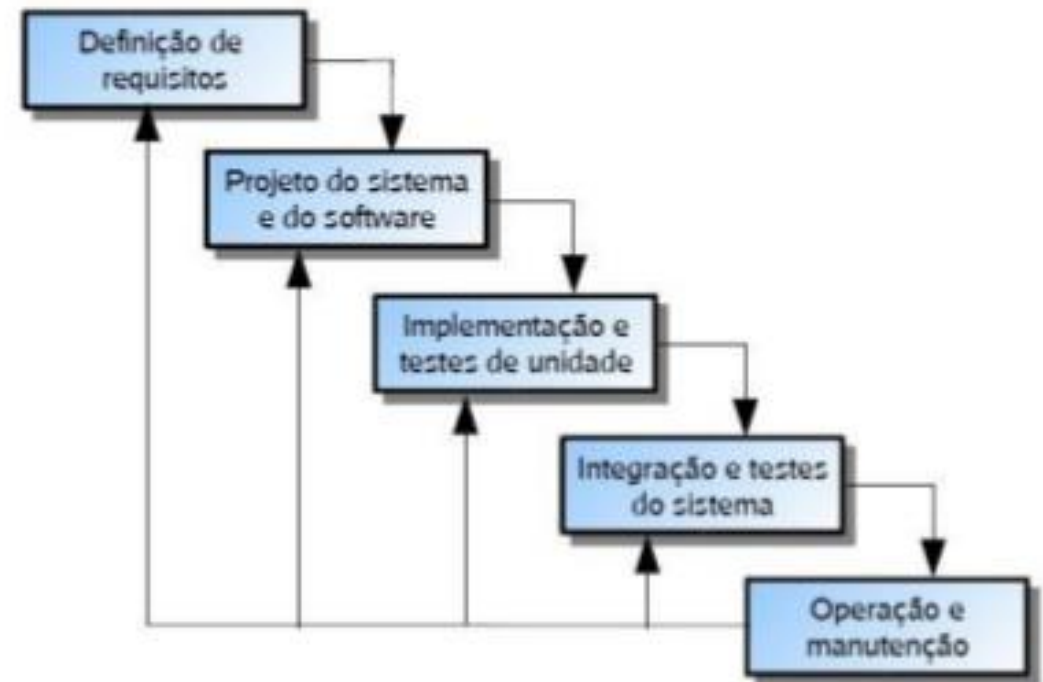 Definição de
requisitos
Projeto do sistema
e do software
Implementação e
testes de unidade
Integração e testes
do sistema
Operação e
manutenção